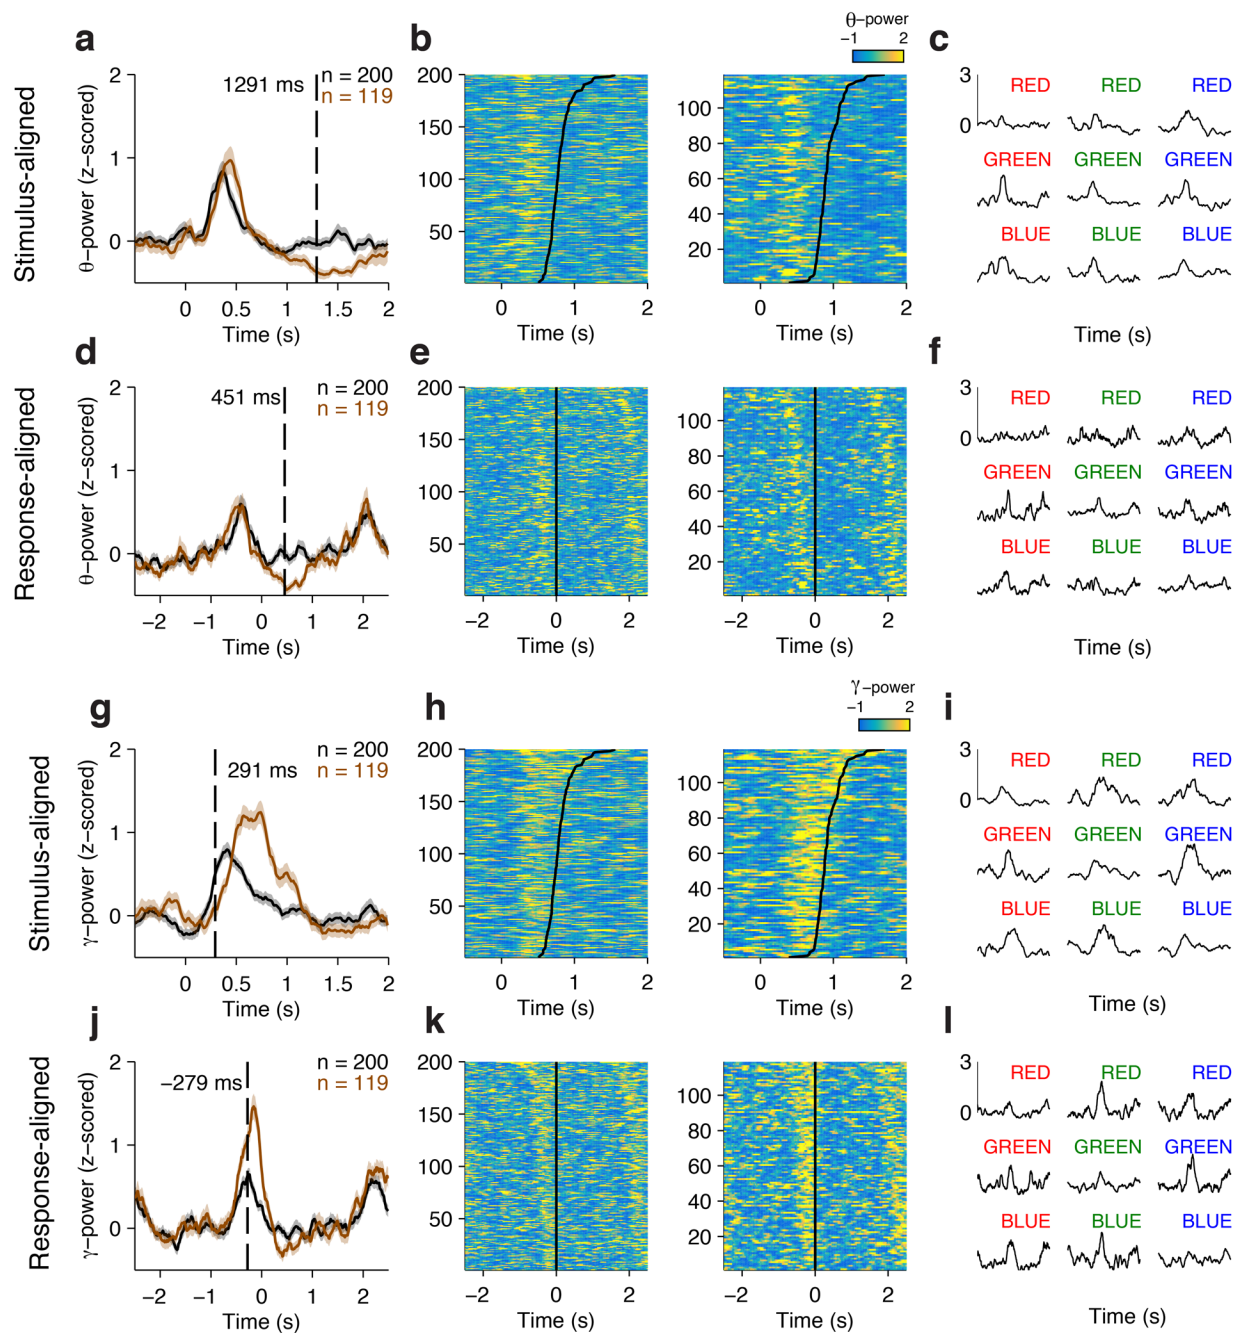 a
b
θ−power
−1 2
c
Stimulus-aligned
θ−power (z−scored)
2
1
0
1291 ms
n = 200
n = 119
0 0.5 1 1.5 2
Time (s)
200
150
100
50
0 1 2
Time (s)
100
80
60
40
20
0 1 2
Time (s)
3
0
RED RED RED
GREEN GREEN GREEN
BLUE BLUE BLUE
Time (s)
d
e
f
Response-aligned
θ−power (z−scored)
2
1
0
451 ms
n = 200
n = 119
−2 −1 0 1 2
Time (s)
200
150
100
50
−2 0 2
Time (s)
100
80
60
40
20
−2 0 2
Time (s)
3
0
RED RED RED
GREEN GREEN GREEN
BLUE BLUE BLUE
Time (s)
g
h
γ−power
−1 2
i
Stimulus-aligned
γ−power (z−scored)
2
1
0
291 ms
n = 200
n = 119
0 0.5 1 1.5 2
Time (s)
200
150
100
50
0 1 2
Time (s)
100
80
60
40
20
0 1 2
Time (s)
3
0
RED RED RED
GREEN GREEN GREEN
BLUE BLUE BLUE
Time (s)
j
k
l
Response-aligned
γ−power (z−scored)
2
1
0
−279 ms
n = 200
n = 119
−2 −1 0 1 2
Time (s)
200
150
100
50
−2 0 2
Time (s)
100
80
60
40
20
−2 0 2
Time (s)
3
0
RED RED RED
GREEN GREEN GREEN
BLUE BLUE BLUE
Time (s)